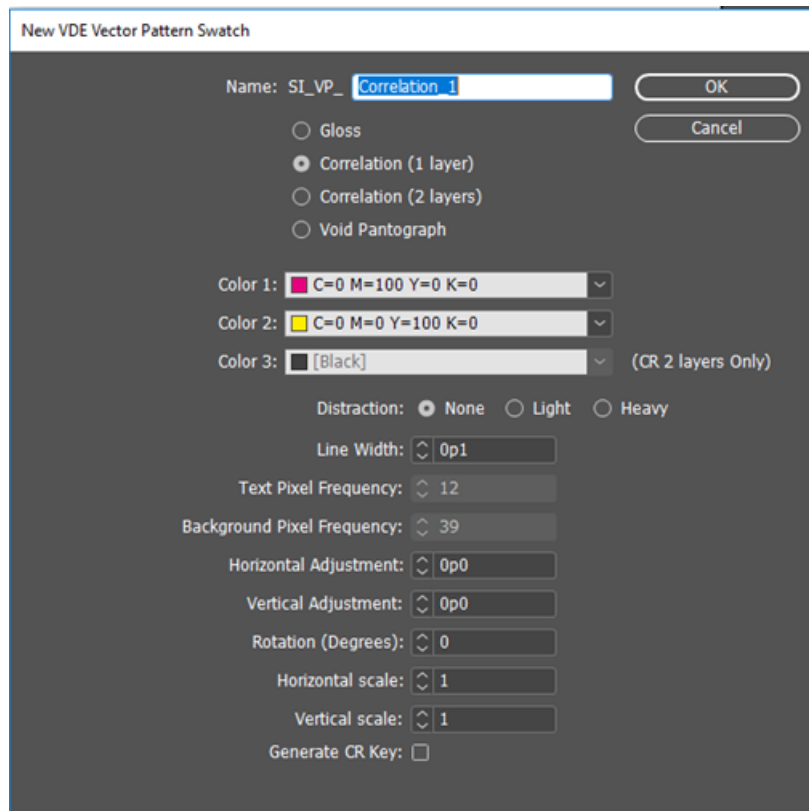 New VDE Vector Pattern Swatch
Name: SI_VP_ Correlation_1 OK
Gloss Cancel
Correlation (1 layer)
Correlation (2 layers)
Void Pantograph
Color 1: C=0 M=100 Y=0 K=0
Color 2: C=0 M=0 Y=100 K=0
Color 3: [Black] (CR 2 layers Only)
Distraction: None Light Heavy
Line Width: 0p1
Text Pixel Frequency: 12
Background Pixel Frequency: 39
Horizontal Adjustment: 0p0
Vertical Adjustment: 0p0
Rotation (Degrees): 0
Horizontal scale: 1
Vertical scale: 1
Generate CR Key: